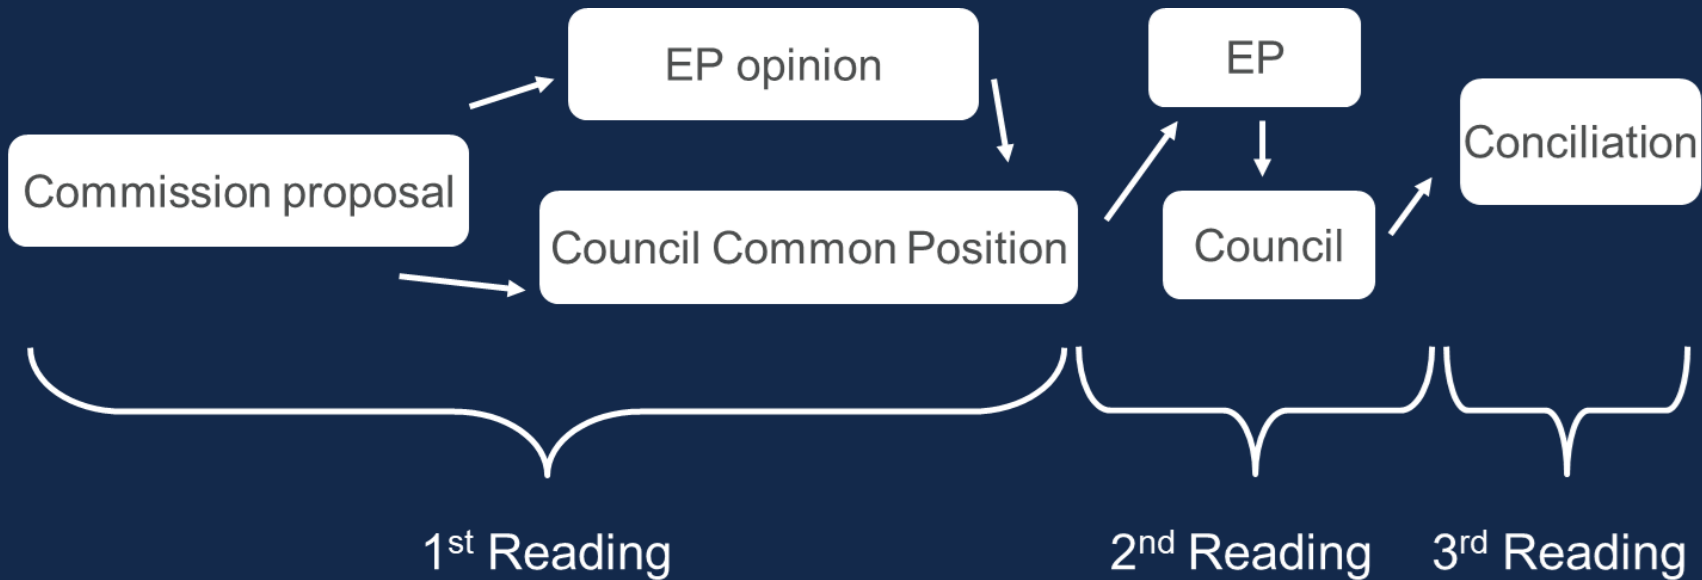 Commission proposal
EP opinion
Council Common Position
EP
Council
Conciliation
1st Reading
2nd Reading
3rd Reading